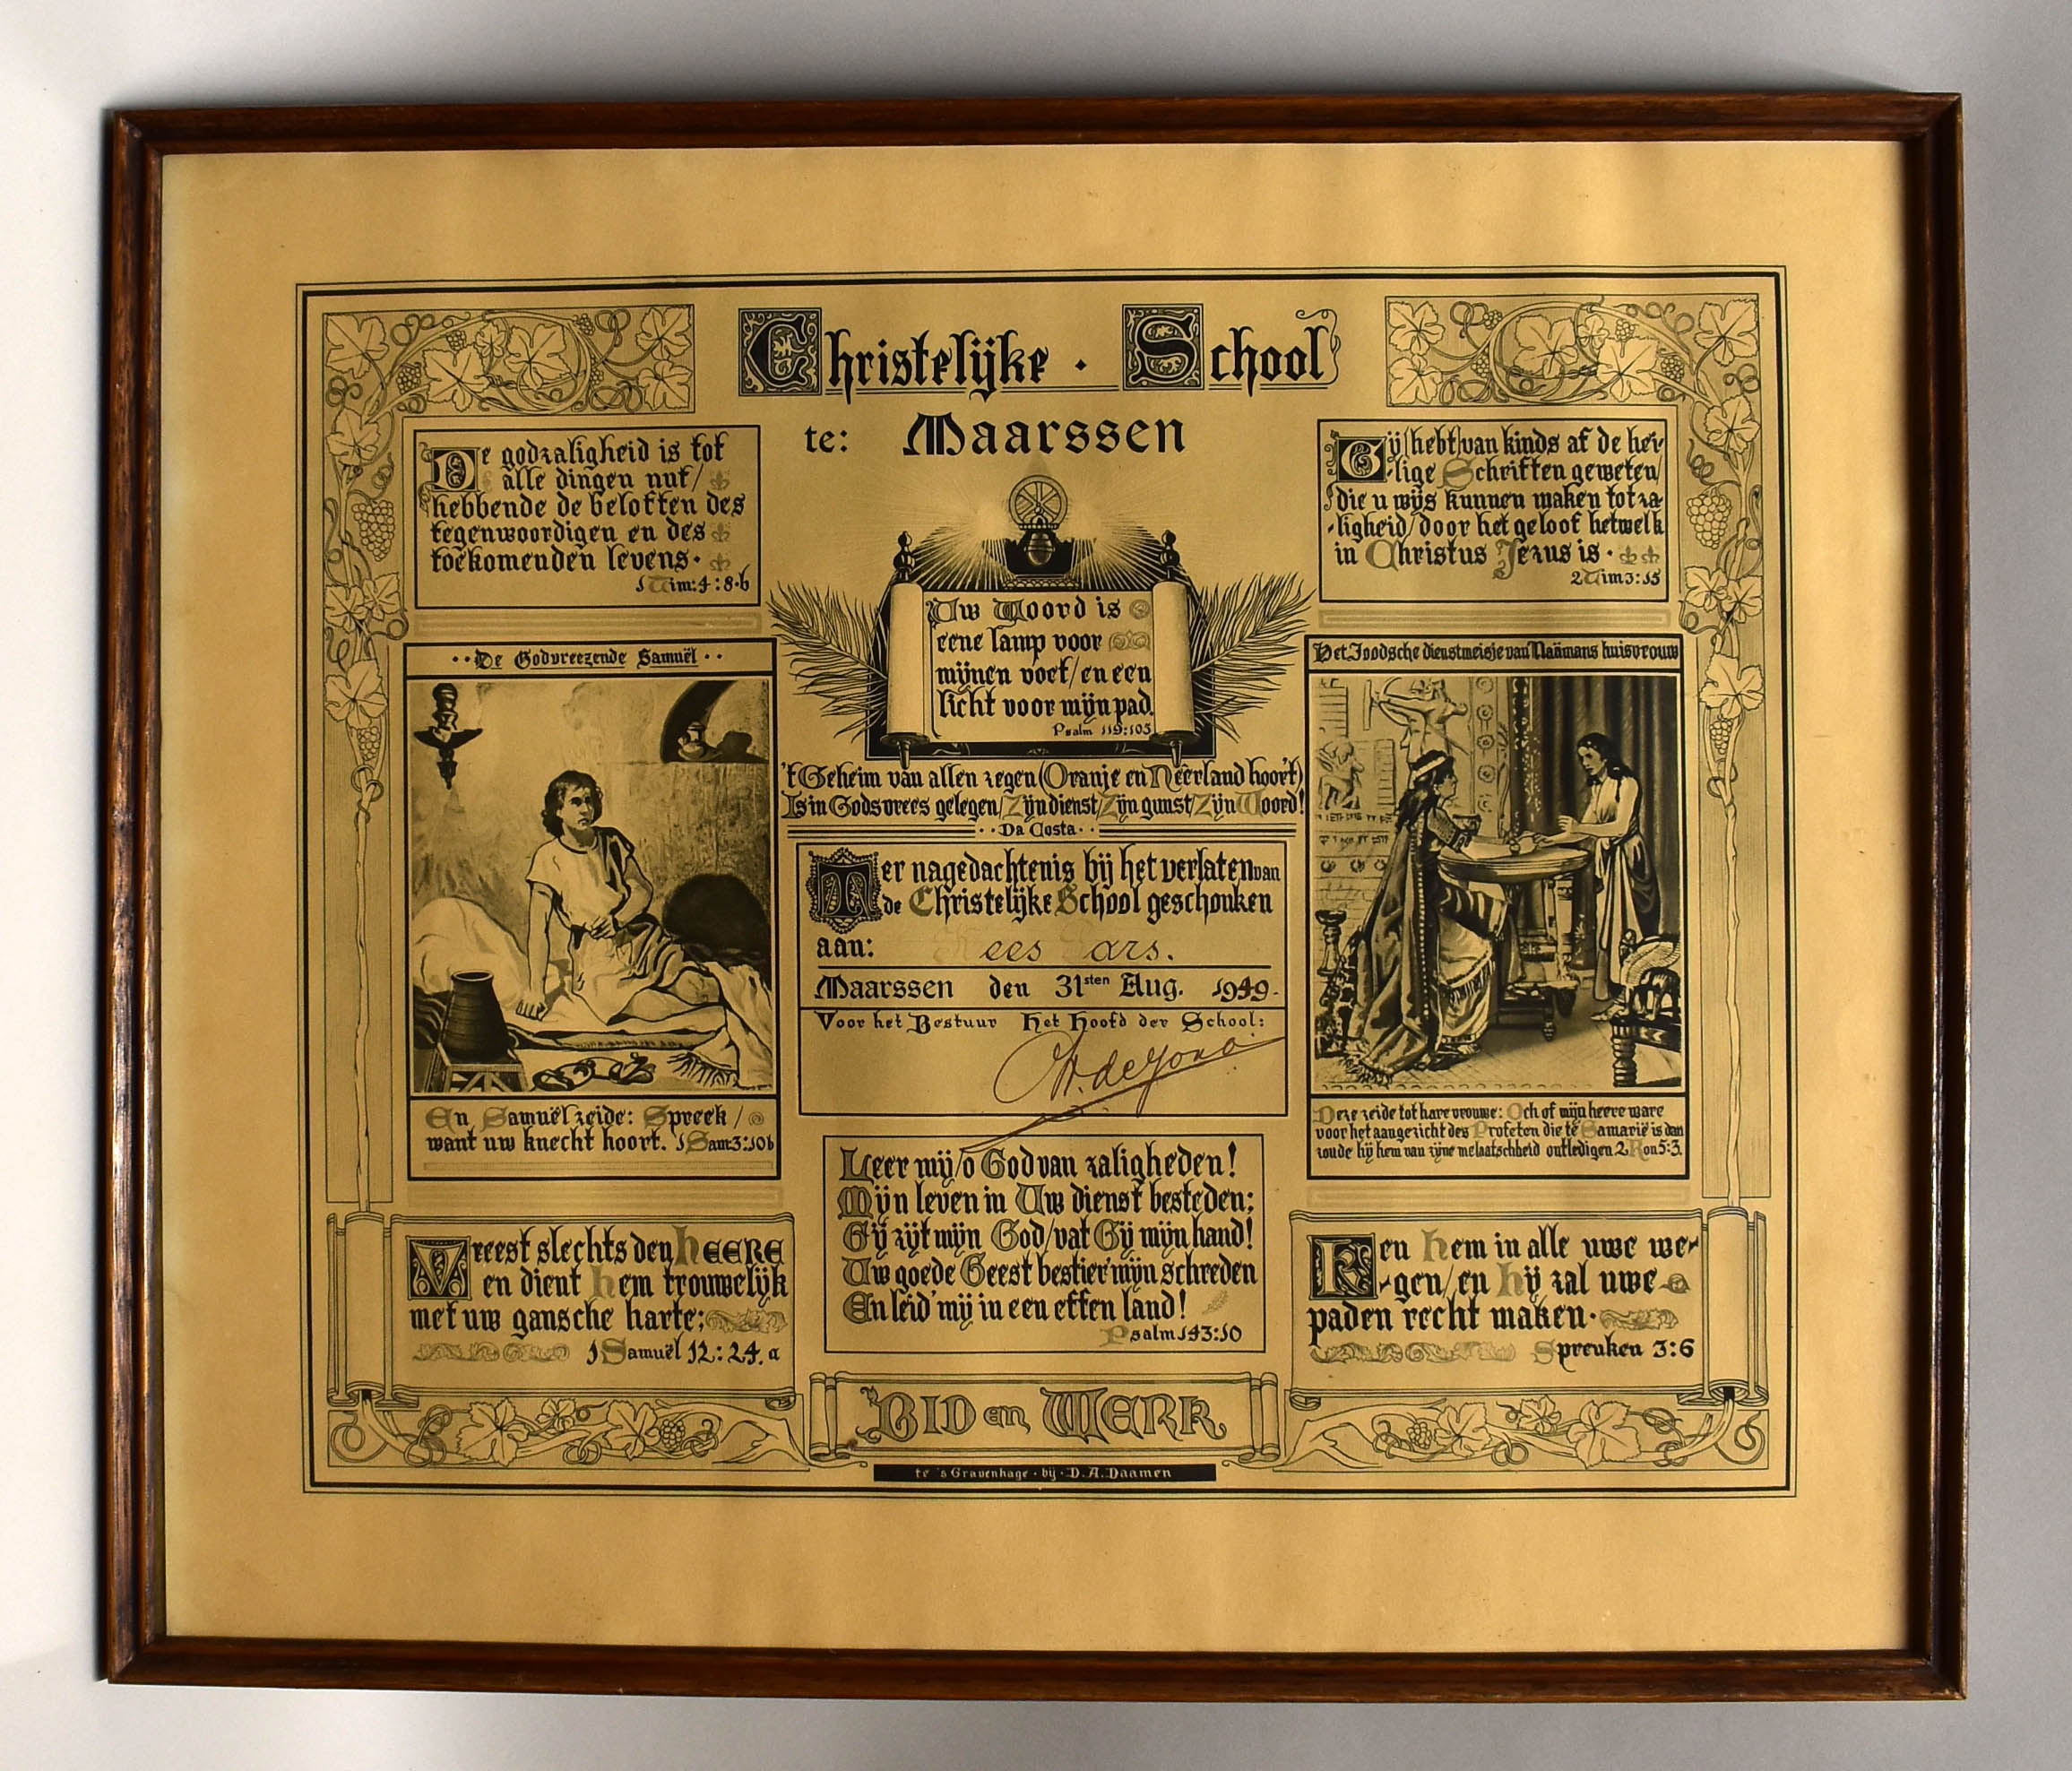 Christelijke · School
te: Maarssen
De godzaligheid is tot
alle dingen nut/
hebbende de beloften des
tegenwoordigen en des
toekomenden levens.
1 Tim: 4:8.b
Gij/hebt/van kinds af de hei-
-lige Schriften geweten/
die u wijs kunnen maken tot za-
-ligheid/door het geloof hetwelk
in Christus Jezus is.
2 Tim 3:15
Uw Woord is
eene lamp voor
mijnen voet/en een
licht voor mijn pad.
Psalm 119:105
··De Godvreezende Samuël··
Het Joodsche dienstmeisje van Naämans huisvrouw
't Geheim van allen zegen (Oranje en Neerland hoort)
Is in Godsvrees gelegen/Zijn dienst/Zijn gunst/Zijn Woord!
··Da Costa··
Ter nagedachtenis bij het verlaten van
de Christelijke School geschonken
aan: Kees ars.
Maarssen den 31sten Aug. 1949.
Voor het Bestuur Het Hoofd der School:
En Samuël zeide: Spreek/
want uw knecht hoort. 1 Sam:3:10b
Deze zeide tot hare vrouwe: Och of mijn heere ware
voor het aangezicht des Profeten die te Samarië is dan
zoude hij hem van zijne melaatschheid ontledigen 2 Kon 5:3.
Leer mij/o God van zaligheden!
Mijn leven in Uw dienst besteden;
Gij zijt mijn God/vat Gij mijn hand!
Uw goede Geest bestier' mijn schreden
En leid' mij in een effen land!
Psalm 143:10
Vreest slechts den HEERE
en dient Hem trouwelijk
met uw gansche harte;
1 Samuël 12:24.a
Ken Hem in alle uwe we-
-gen/en Hij zal uwe
paden recht maken.
Spreuken 3:6
BID en WERK
te 's Gravenhage · bij · D. A. Daamen